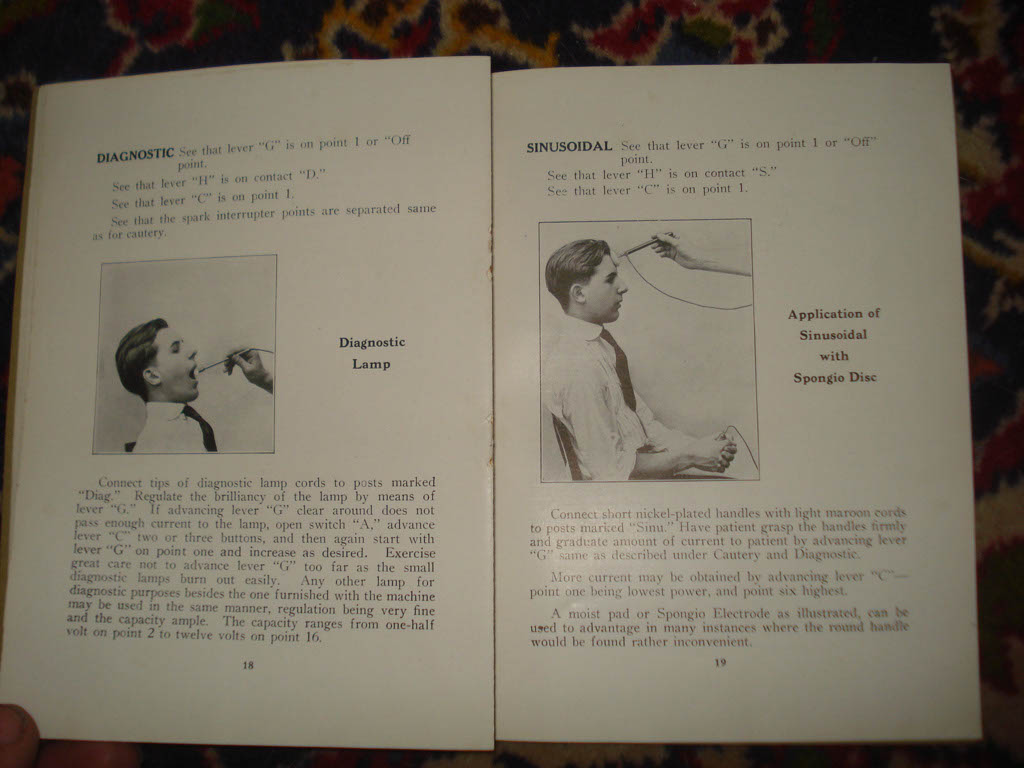 DIAGNOSTIC See that lever "G" is on point 1 or "Off
point.
See that lever "H" is on contact "D."
See that lever "C" is on point 1.
See that the spark interrupter points are separated same
as for cautery.
Diagnostic
Lamp
Connect tips of diagnostic lamp cords to posts marked
"Diag." Regulate the brilliancy of the lamp by means of
lever "G." If advancing lever "G" clear around does not
pass enough current to the lamp, open switch "A," advance
lever "C" two or three buttons, and then again start with
lever "G" on point one and increase as desired. Exercise
great care not to advance lever "G" too far as the small
diagnostic lamps burn out easily. Any other lamp for
diagnostic purposes besides the one furnished with the machine
may be used in the same manner, regulation being very fine
and the capacity ample. The capacity ranges from one-half
volt on point 2 to twelve volts on point 16.
18
SINUSOIDAL See that lever "G" is on point 1 or "Off"
point.
See that lever "H" is on contact "S."
See that lever "C" is on point 1.
Application of
Sinusoidal
with
Spongio Disc
Connect short nickel-plated handles with light maroon cords
to posts marked "Sinu." Have patient grasp the handles firmly
and graduate amount of current to patient by advancing lever
"G" same as described under Cautery and Diagnostic.
More current may be obtained by advancing lever "C"—
point one being lowest power, and point six highest.
A moist pad or Spongio Electrode as illustrated, can be
used to advantage in many instances where the round handle
would be found rather inconvenient.
19